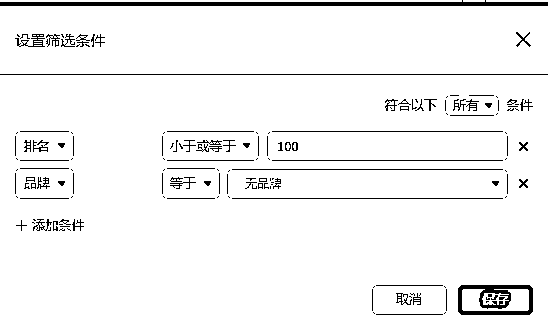 设置筛选条件
符合以下 所有 条件
排名 小于或等于 100
品牌 等于 无品牌
+ 添加条件
取消 保存